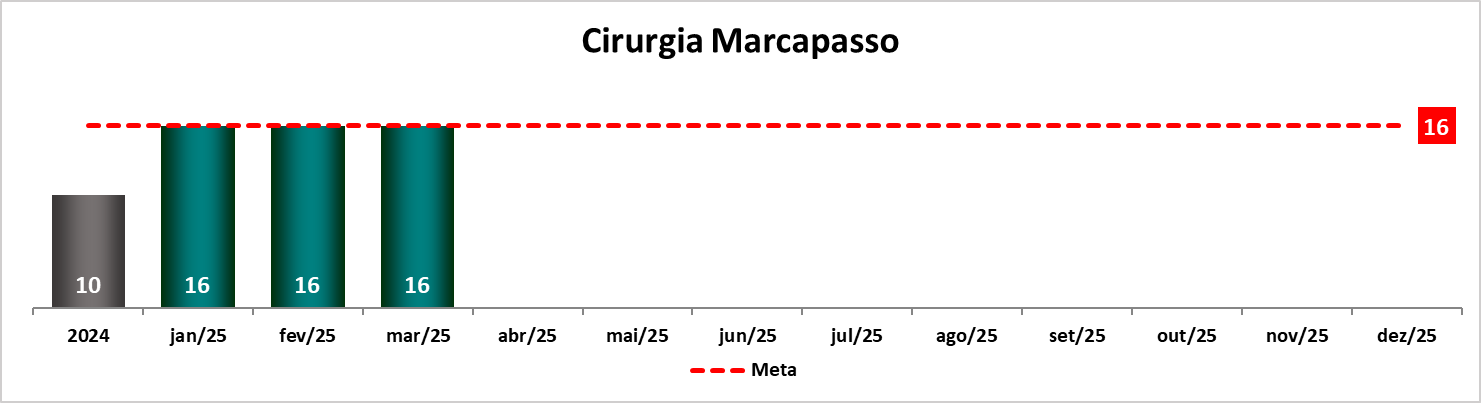 Cirurgia Marcapasso
16
10 16 16 16
2024 jan/25 fev/25 mar/25 abr/25 mai/25 jun/25 jul/25 ago/25 set/25 out/25 nov/25 dez/25
Meta